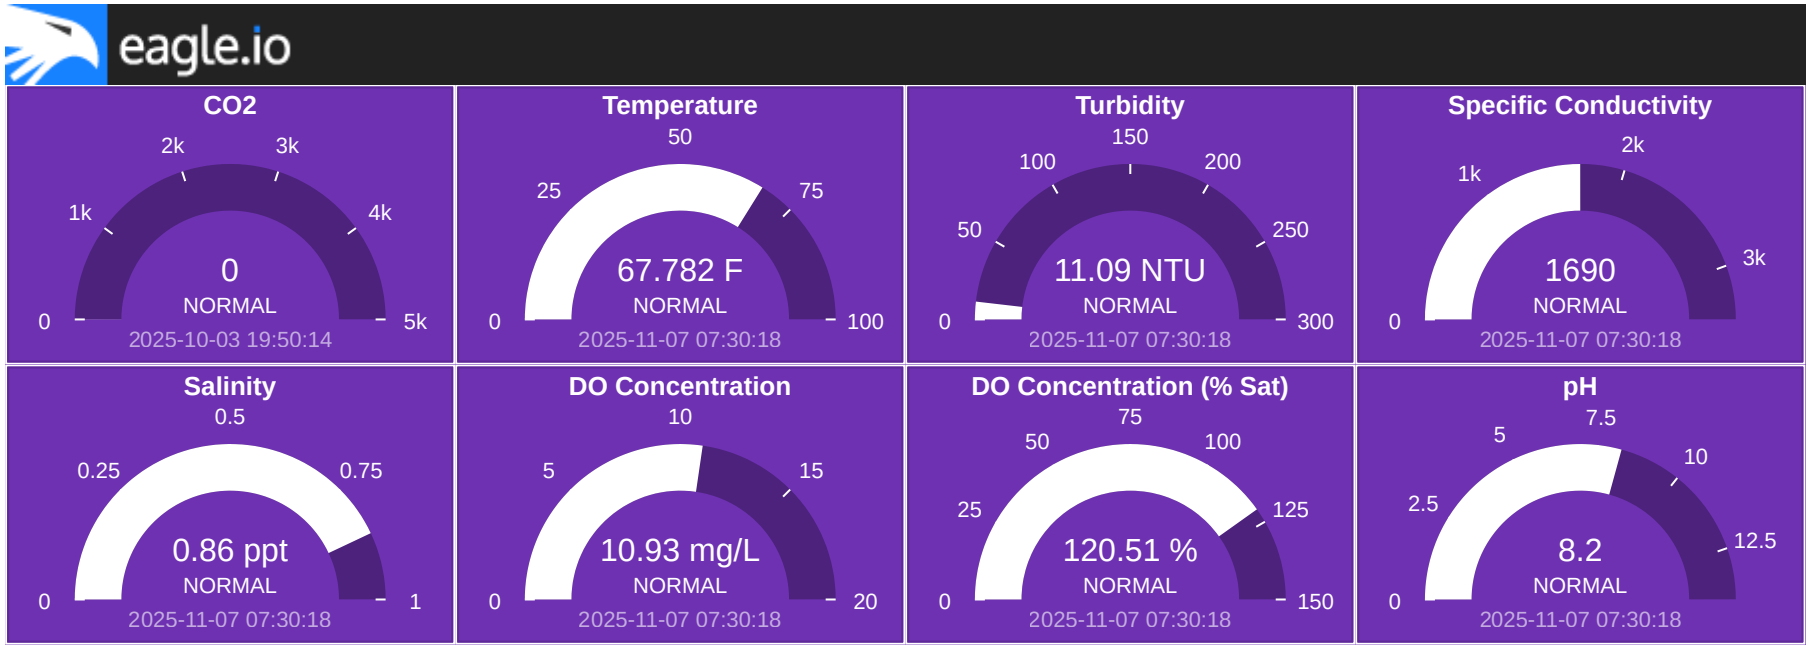 eagle.io
CO2
2k
3k
1k
4k
0
NORMAL
0
5k
2025-10-03 19:50:14
Temperature
50
25
75
67.782 F
NORMAL
0
100
2025-11-07 07:30:18
Turbidity
150
100
200
50
250
11.09 NTU
NORMAL
0
300
2025-11-07 07:30:18
Specific Conductivity
2k
1k
3k
1690
NORMAL
0
2025-11-07 07:30:18
Salinity
0.5
0.25
0.75
0.86 ppt
NORMAL
0
1
2025-11-07 07:30:18
DO Concentration
10
5
15
10.93 mg/L
NORMAL
0
20
2025-11-07 07:30:18
DO Concentration (% Sat)
75
50
100
25
125
120.51 %
NORMAL
0
150
2025-11-07 07:30:18
pH
7.5
5
10
2.5
12.5
8.2
NORMAL
0
2025-11-07 07:30:18